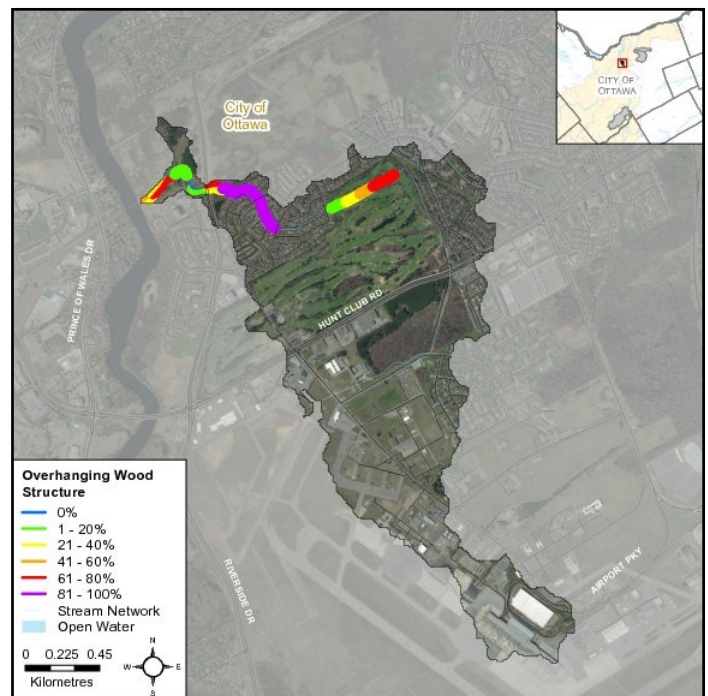 CITY OF
OTTAWA
City of
Ottawa
PRINCE OF WALES DR
HUNT CLUB RD
RIVERSIDE DR
AIRPORT PKY
Overhanging Wood
Structure
0%
1 - 20%
21 - 40%
41 - 60%
61 - 80%
81 - 100%
Stream Network
Open Water
0 0.225 0.45
Kilometres
N
W E
S